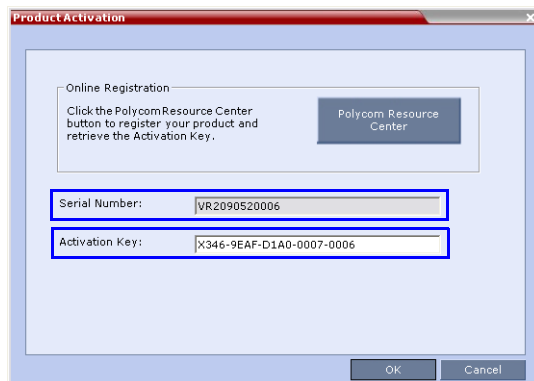 Product Activation
Online Registration
Click the Polycom Resource Center
button to register your product and
retrieve the Activation Key.
Polycom Resource
Center
Serial Number:
VR2090520006
Activation Key:
X346-9EAF-D1A0-0007-0006
OK
Cancel